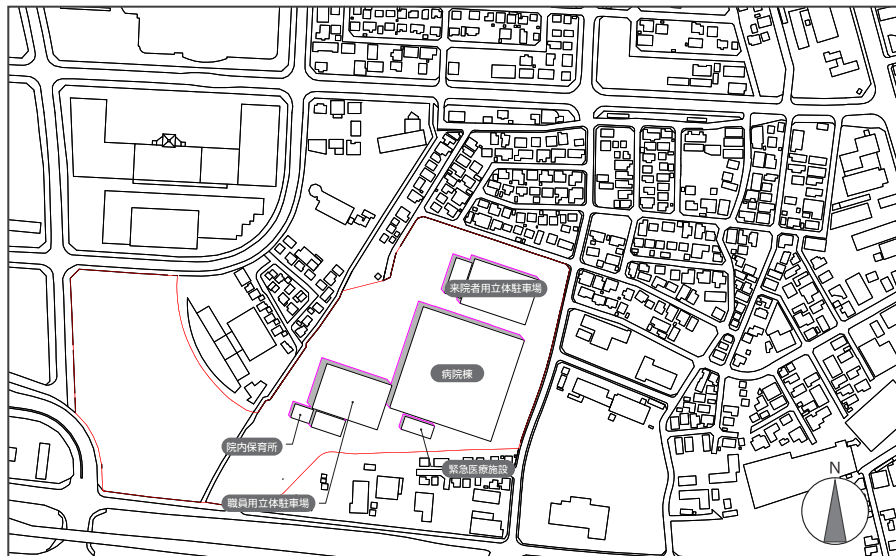 来院者用立体駐車場
病院棟
院内保育所
緊急医療施設
職員用立体駐車場
N